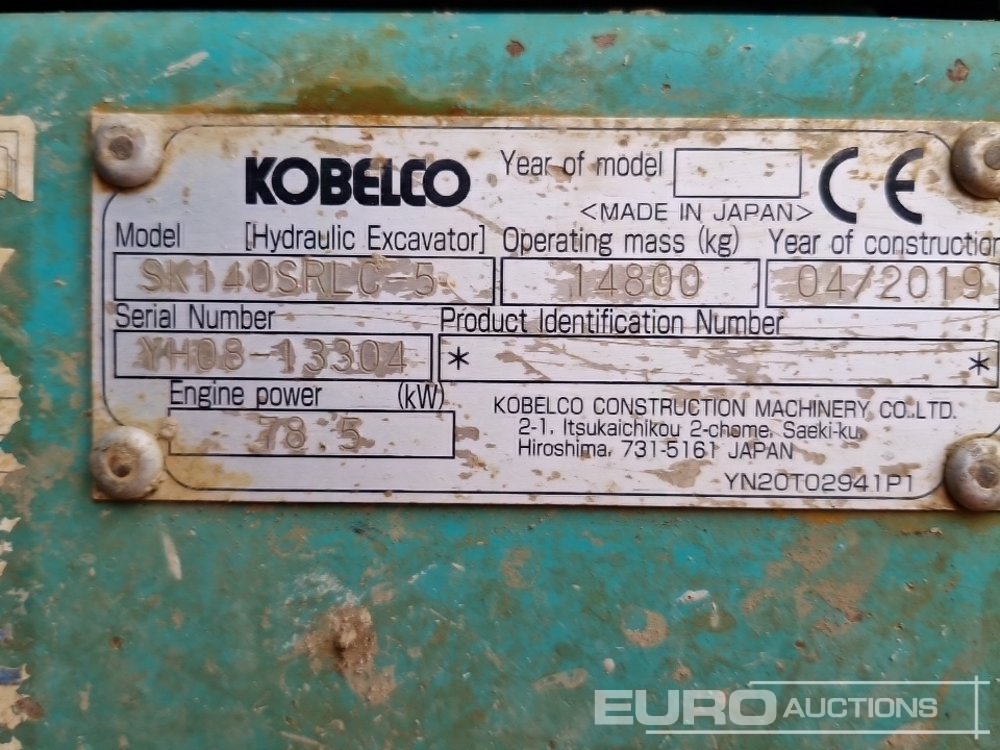 KOBELCO
Year of model
<MADE IN JAPAN>
CE
Model [Hydraulic Excavator]
Operating mass (kg)
Year of construction
SK140SRLC-5
14800
04/2019
Serial Number
Product Identification Number
YH08-13304
* *
Engine power (kW)
78.5
KOBELCO CONSTRUCTION MACHINERY CO.,LTD.
2-1, Itsukaichikou 2-chome, Saeki-ku,
Hiroshima, 731-5161 JAPAN
YN20T02941P1
EURO AUCTIONS